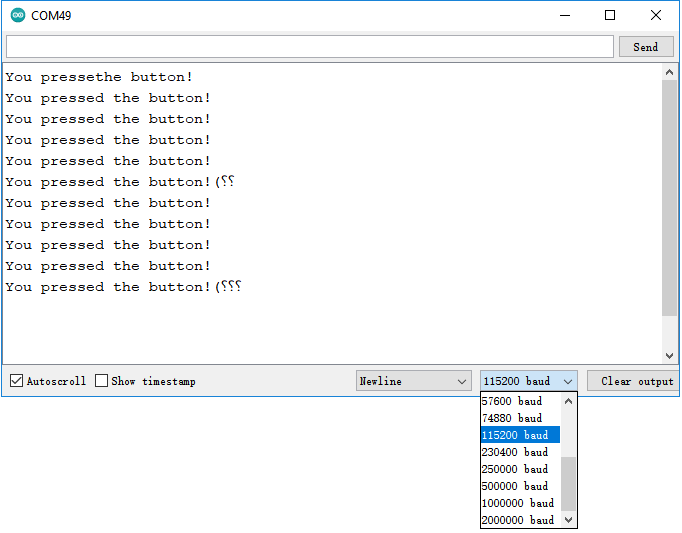 COM49
Send
You pressethe button!
You pressed the button!
You pressed the button!
You pressed the button!
You pressed the button!
You pressed the button!(⸮⸮
You pressed the button!
You pressed the button!
You pressed the button!
You pressed the button!
You pressed the button!(⸮⸮⸮
Autoscroll Show timestamp Newline 115200 baud Clear output
57600 baud
74880 baud
115200 baud
230400 baud
250000 baud
500000 baud
1000000 baud
2000000 baud